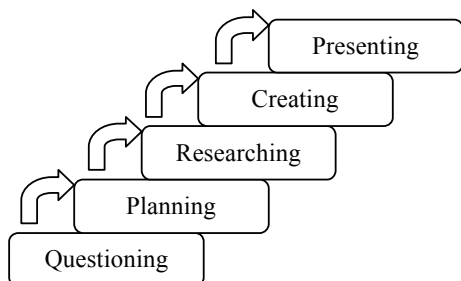 Presenting
Creating
Researching
Planning
Questioning